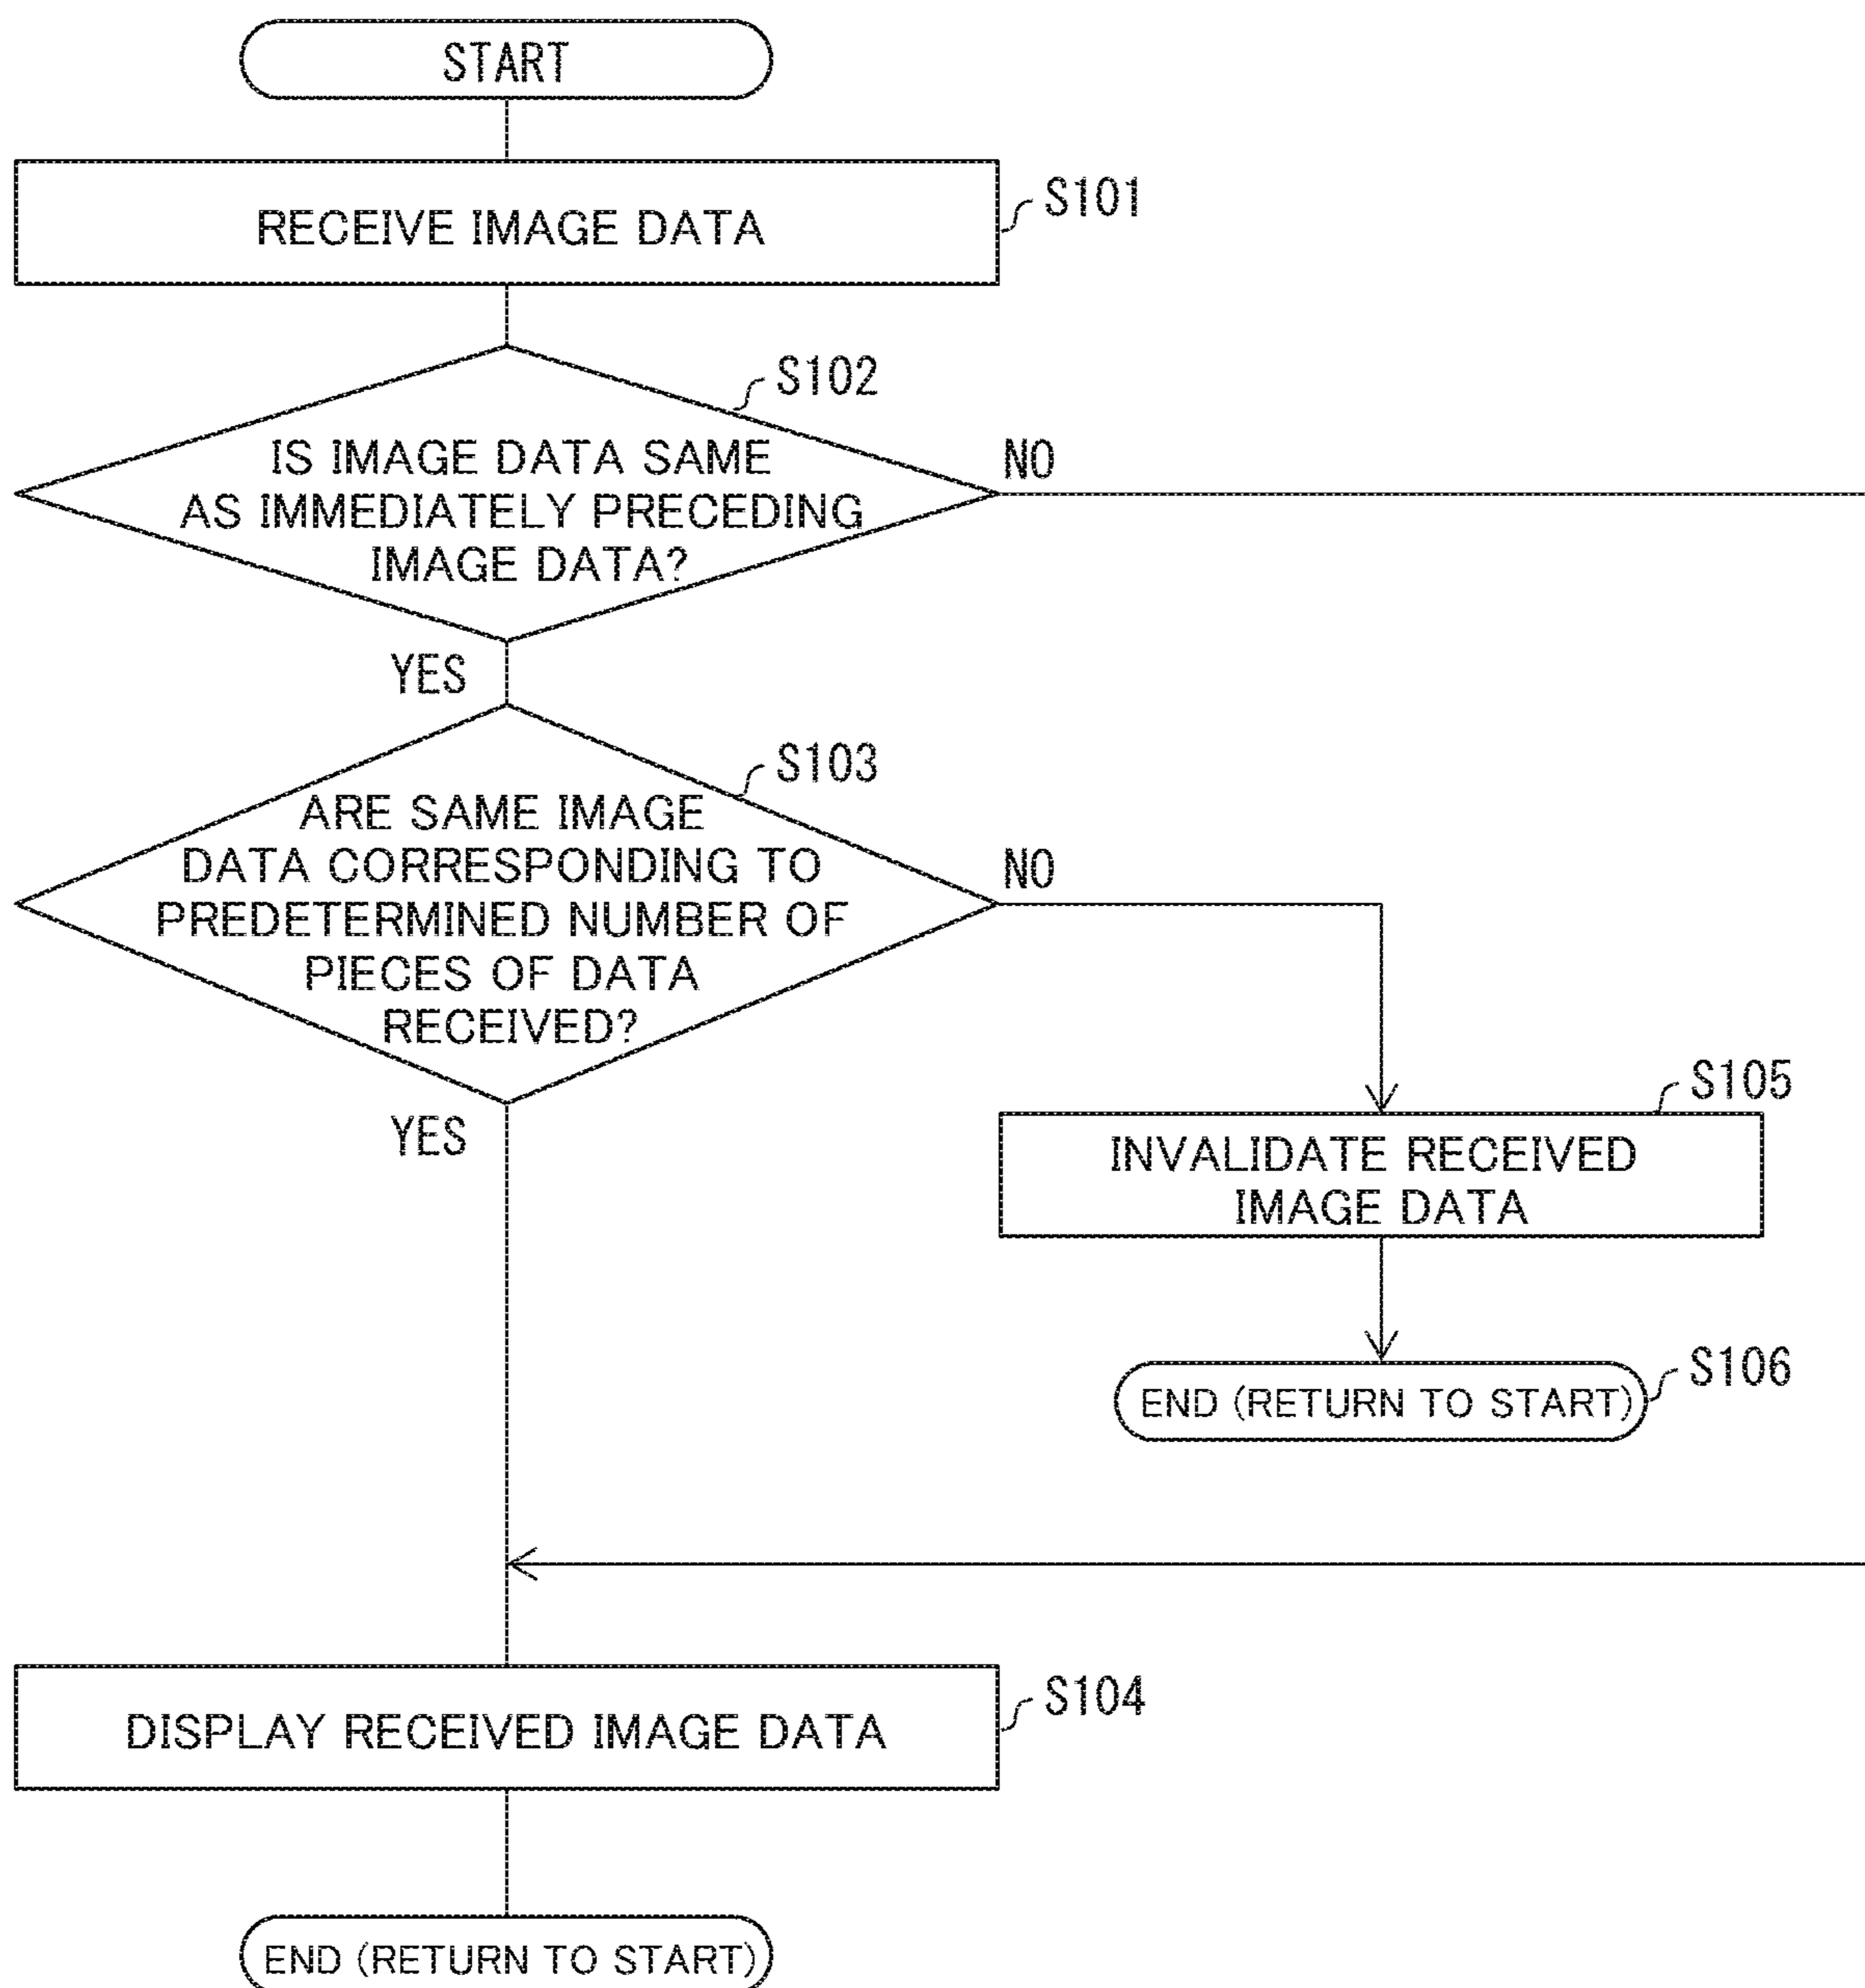 START
RECEIVE IMAGE DATA
S101
S102
IS IMAGE DATA SAME
AS IMMEDIATELY PRECEDING
IMAGE DATA?
NO
YES
S103
ARE SAME IMAGE
DATA CORRESPONDING TO
PREDETERMINED NUMBER OF
PIECES OF DATA
RECEIVED?
NO
YES
S105
INVALIDATE RECEIVED
IMAGE DATA
S106
END (RETURN TO START)
DISPLAY RECEIVED IMAGE DATA
S104
END (RETURN TO START)